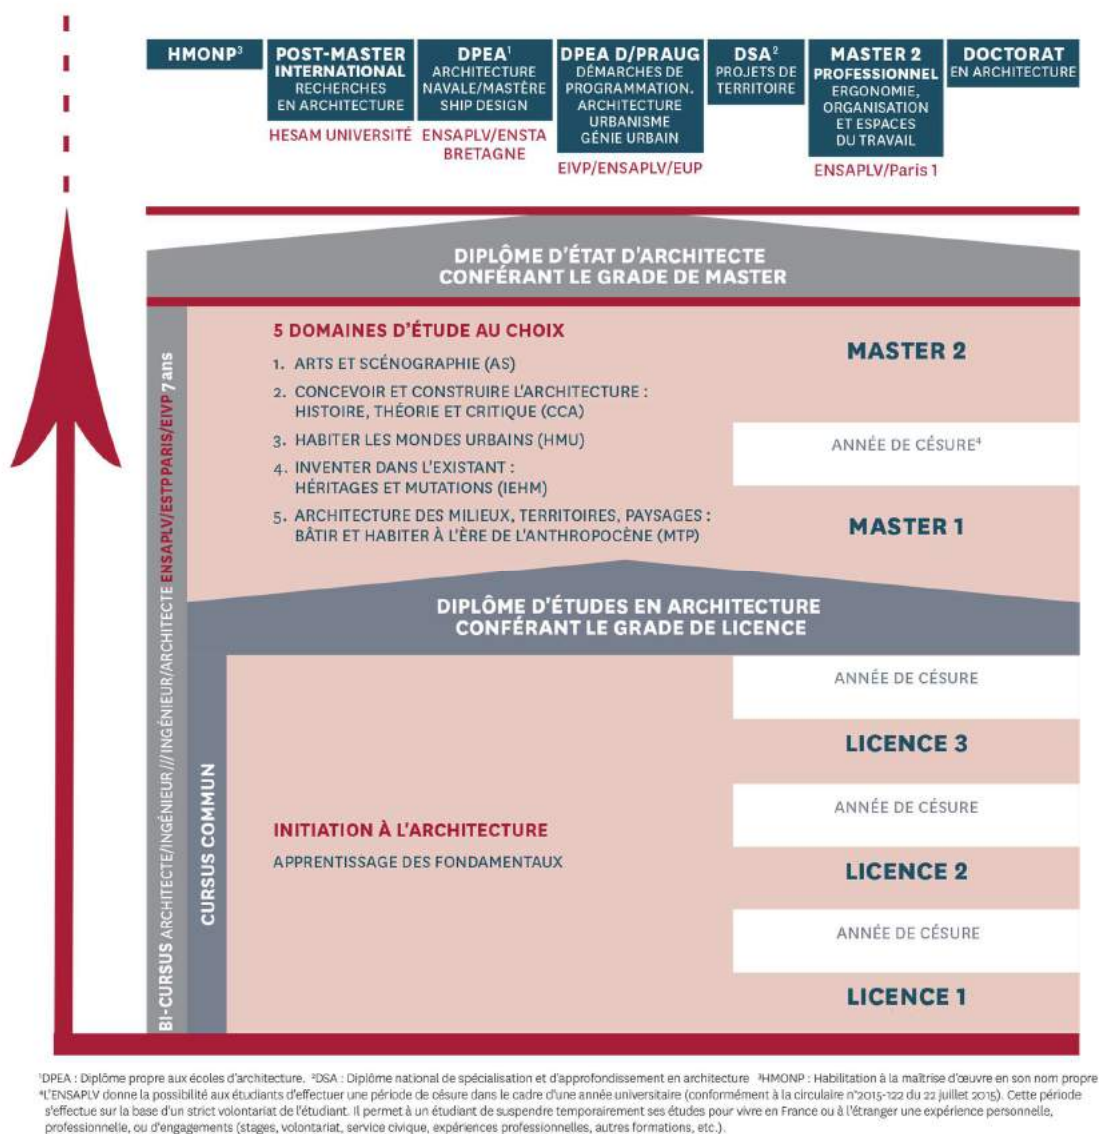 HMONP³
POST-MASTER
INTERNATIONAL
RECHERCHES
EN ARCHITECTURE
HESAM UNIVERSITÉ
DPEA¹
ARCHITECTURE
NAVALE/MASTÈRE
SHIP DESIGN
ENSAPLV/ENSTA
BRETAGNE
DPEA D/PRAUG
DÉMARCHES DE
PROGRAMMATION.
ARCHITECTURE
URBANISME
GÉNIE URBAIN
EIVP/ENSAPLV/EUP
DSA²
PROJETS DE
TERRITOIRE
MASTER 2
PROFESSIONNEL
ERGONOMIE,
ORGANISATION
ET ESPACES
DU TRAVAIL
ENSAPLV/Paris 1
DOCTORAT
EN ARCHITECTURE
DIPLÔME D'ÉTAT D'ARCHITECTE
CONFÉRANT LE GRADE DE MASTER
BI-CURSUS ARCHITECTE/INGÉNIEUR///INGÉNIEUR/ARCHITECTE ENSAPLV/ESTP PARIS/EIVP 7 ans
5 DOMAINES D'ÉTUDE AU CHOIX
1. ARTS ET SCÉNOGRAPHIE (AS)
2. CONCEVOIR ET CONSTRUIRE L'ARCHITECTURE :
HISTOIRE, THÉORIE ET CRITIQUE (CCA)
3. HABITER LES MONDES URBAINS (HMU)
4. INVENTER DANS L'EXISTANT :
HÉRITAGES ET MUTATIONS (IEHM)
5. ARCHITECTURE DES MILIEUX, TERRITOIRES, PAYSAGES :
BÂTIR ET HABITER À L'ÈRE DE L'ANTHROPOCÈNE (MTP)
MASTER 2
ANNÉE DE CÉSURE⁴
MASTER 1
DIPLÔME D'ÉTUDES EN ARCHITECTURE
CONFÉRANT LE GRADE DE LICENCE
CURSUS COMMUN
INITIATION À L'ARCHITECTURE
APPRENTISSAGE DES FONDAMENTAUX
ANNÉE DE CÉSURE
LICENCE 3
ANNÉE DE CÉSURE
LICENCE 2
ANNÉE DE CÉSURE
LICENCE 1
¹DPEA : Diplôme propre aux écoles d'architecture. ²DSA : Diplôme national de spécialisation et d'approfondissement en architecture ³HMONP : Habilitation à la maîtrise d'œuvre en son nom propre
⁴L'ENSAPLV donne la possibilité aux étudiants d'effectuer une période de césure dans le cadre d'une année universitaire (conformément à la circulaire n°2015-122 du 22 juillet 2015). Cette période
s'effectue sur la base d'un strict volontariat de l'étudiant. Il permet à un étudiant de suspendre temporairement ses études pour vivre en France ou à l'étranger une expérience personnelle,
professionnelle, ou d'engagements (stages, volontariat, service civique, expériences professionnelles, autres formations, etc.).